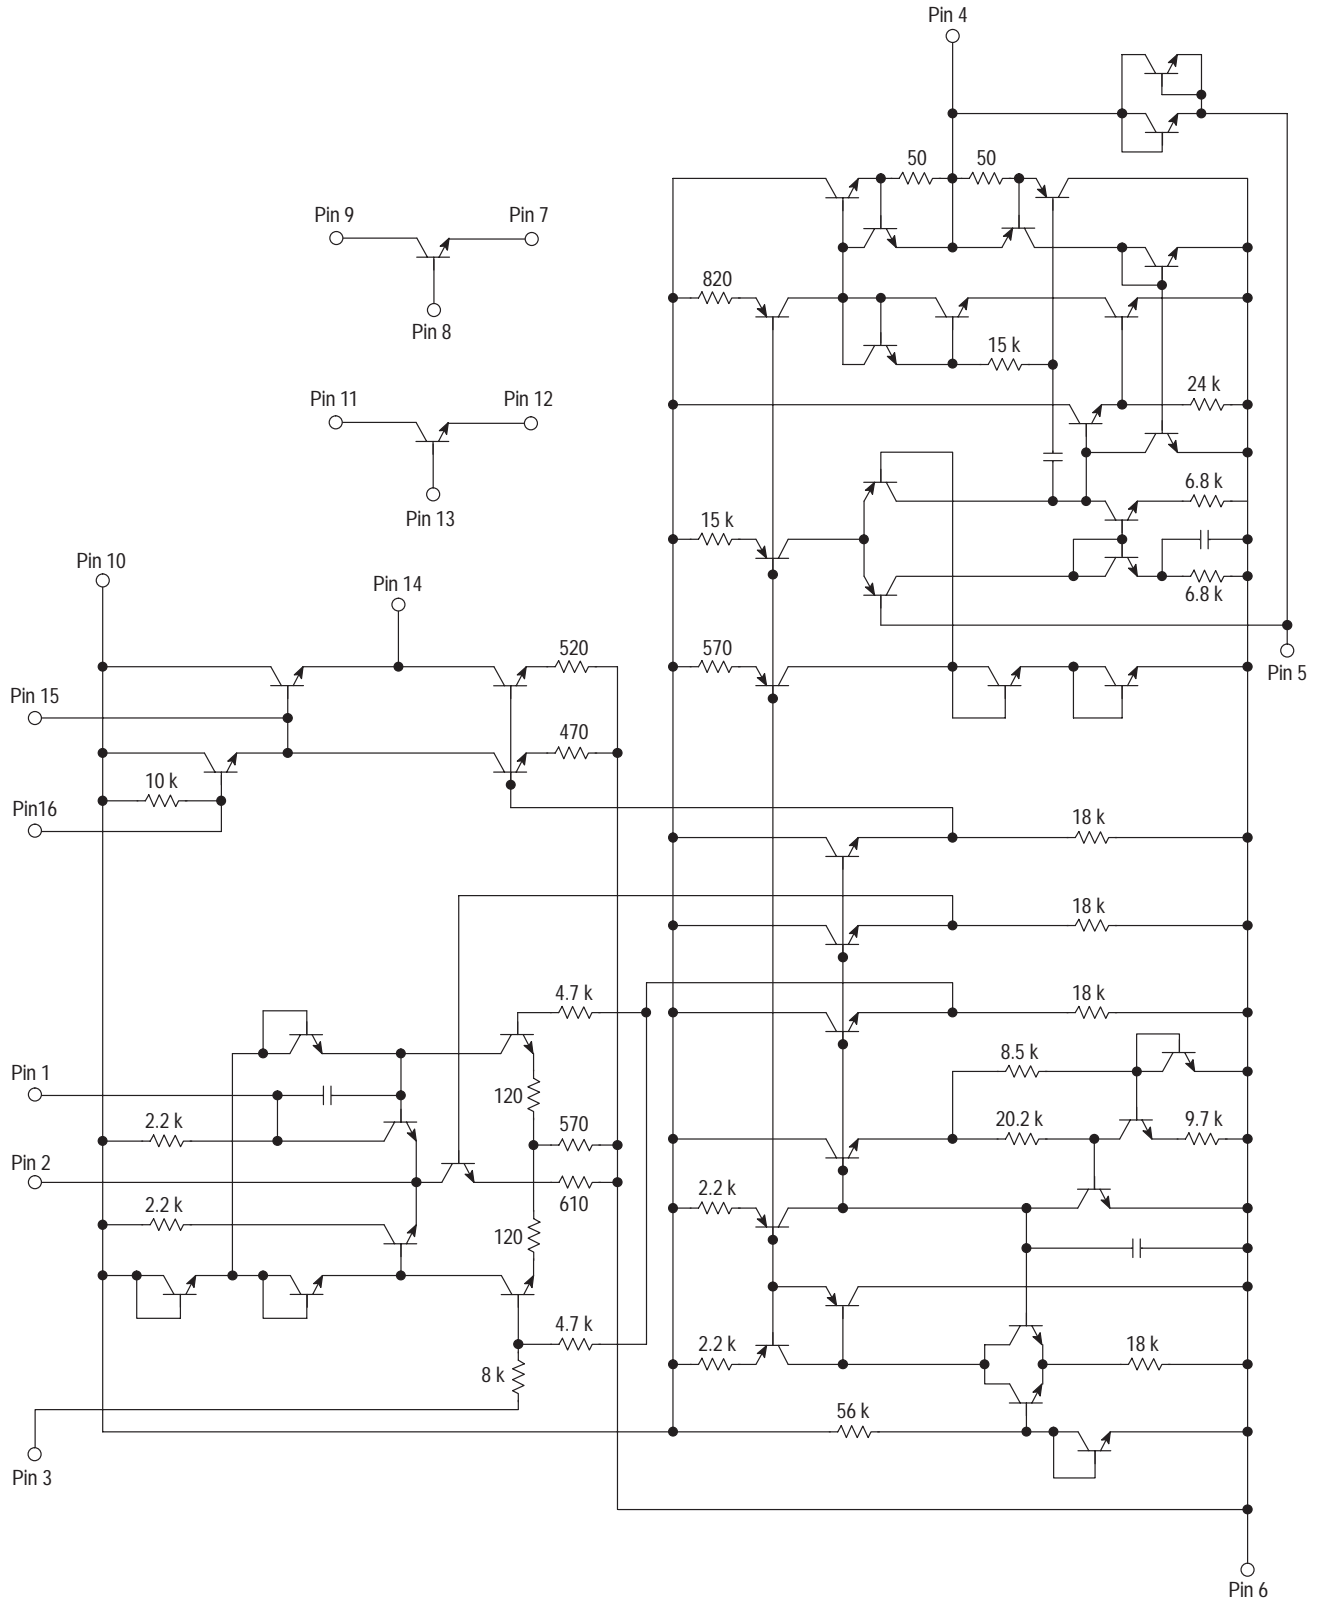 Pin 4
50 50
Pin 9 Pin 7
820
Pin 8
15 k
24 k
Pin 11 Pin 12
6.8 k
Pin 13
15 k
Pin 10
Pin 14
6.8 k
520
570
Pin 5
Pin 15
470
10 k
Pin16
18 k
18 k
4.7 k
18 k
8.5 k
Pin 1
120
2.2 k
570
20.2 k
9.7 k
Pin 2
2.2 k
2.2 k
610
120
4.7 k
2.2 k
18 k
8 k
56 k
Pin 3
Pin 6